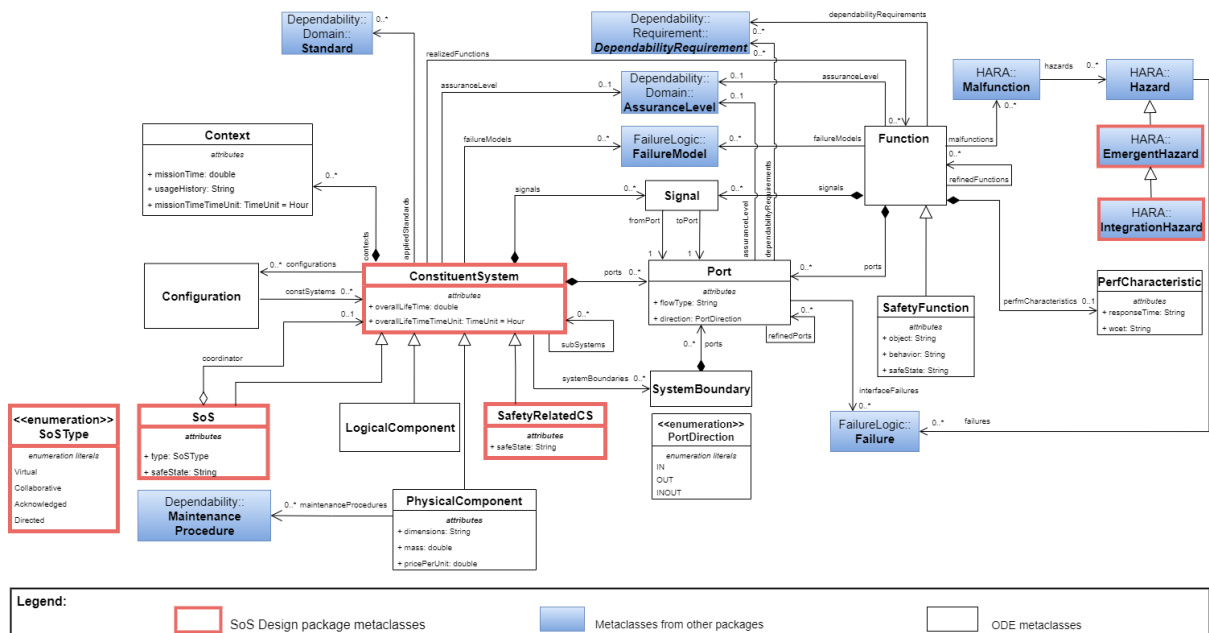 Dependability::
Domain::
Standard
0..*
Dependability::
Requirement::
DependabilityRequirement
0..*
0..*
dependabilityRequirements
realizedFunctions
assuranceLevel
0..1
Dependability::
Domain::
AssuranceLevel
0..1
0..1
assuranceLevel
HARA::
Malfunction
hazards
0..*
HARA::
Hazard
0..*
0..*
Function
malfunctions
0..*
refinedFunctions
failureModels
0..*
FailureLogic::
FailureModel
0..*
failureModels
HARA::
EmergentHazard
HARA::
IntegrationHazard
Context
attributes
+ missionTime: double
+ usageHistory: String
+ missionTimeTimeUnit: TimeUnit = Hour
0..*
contexts
appliedStandards
signals
0..*
Signal
0..*
signals
fromPort
toPort
1
1
assuranceLevel
dependabilityRequirements
Configuration
0..*
configurations
constSystems
0..*
0..1
ConstituentSystem
attributes
+ overallLifeTime: double
+ overallLifeTimeTimeUnit: TimeUnit = Hour
0..*
subSystems
ports
0..*
Port
attributes
+ flowType: String
+ direction: PortDirection
0..*
ports
0..*
refinedPorts
0..*
ports
SafetyFunction
attributes
+ object: String
+ behavior: String
+ safeState: String
perfmCharacteristics
0..1
PerfCharacteristic
attributes
+ responseTime: String
+ wcet: String
coordinator
systemBoundaries
0..*
SystemBoundary
interfaceFailures
0..*
<<enumeration>>
SoSType
enumeration literals
Virtual
Collaborative
Acknowledged
Directed
SoS
attributes
+ type: SoSType
+ safeState: String
LogicalComponent
SafetyRelatedCS
attributes
+ safeState: String
<<enumeration>>
PortDirection
enumeration literals
IN
OUT
INOUT
FailureLogic::
Failure
0..*
failures
Dependability::
Maintenance
Procedure
0..*
maintenanceProcedures
PhysicalComponent
attributes
+ dimensions: String
+ mass: double
+ pricePerUnit: double
Legend:
SoS Design package metaclasses
Metaclasses from other packages
ODE metaclasses